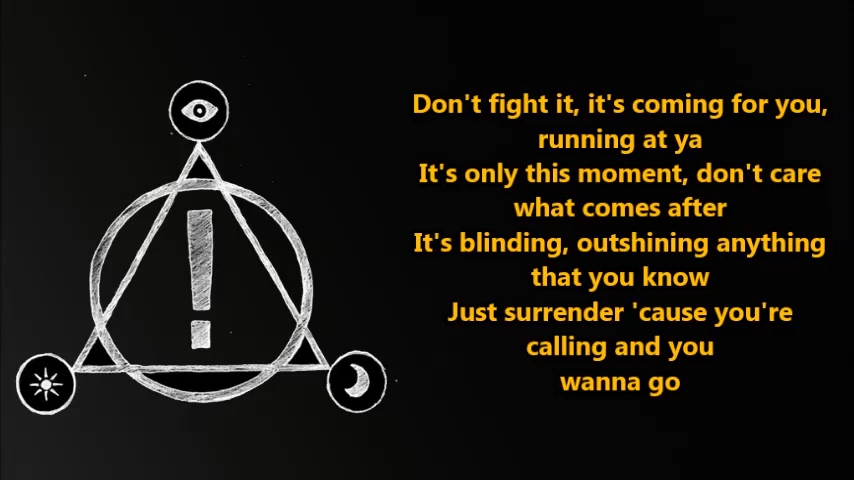 Don't fight it, it's coming for you,
running at ya
It's only this moment, don't care
what comes after
It's blinding, outshining anything
that you know
Just surrender 'cause you're
calling and you
wanna go